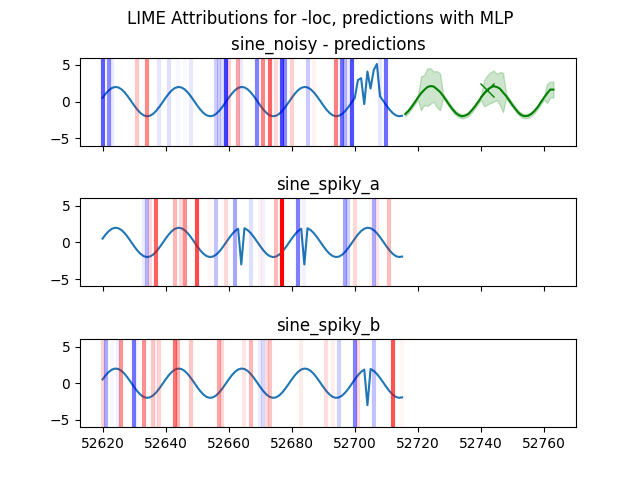 LIME Attributions for -loc, predictions with MLP
sine_noisy - predictions
5
0
−5
sine_spiky_a
5
0
−5
sine_spiky_b
5
0
−5
52620 52640 52660 52680 52700 52720 52740 52760